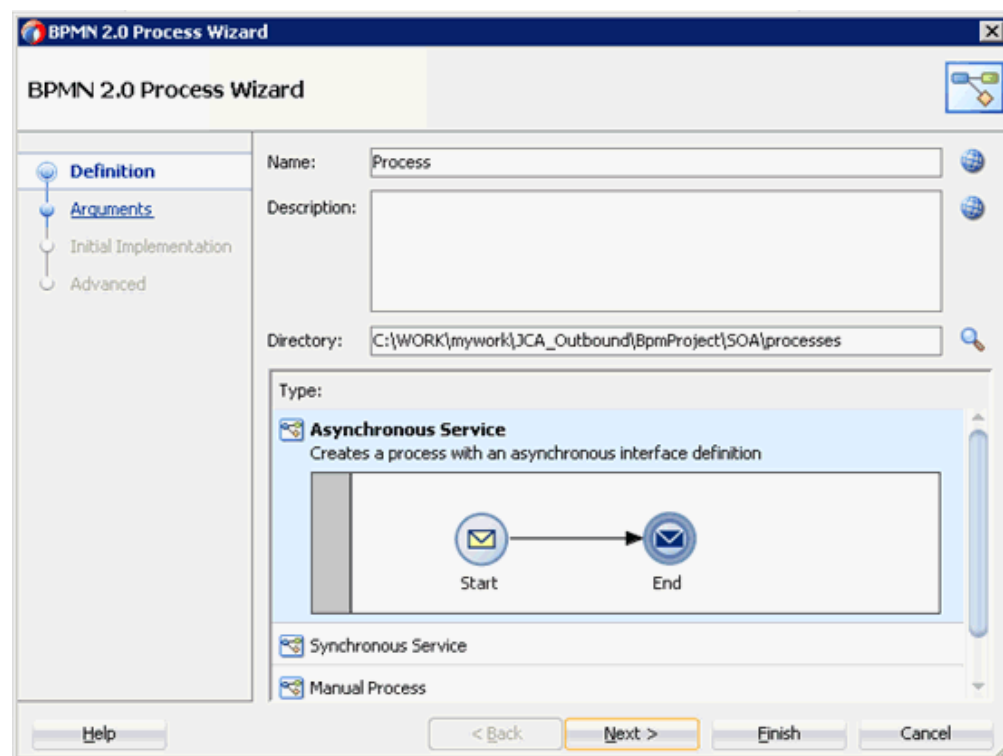 BPMN 2.0 Process Wizard
BPMN 2.0 Process Wizard
Definition
Arguments
Initial Implementation
Advanced
Name: Process
Description:
Directory: C:\WORK\mywork\JCA_Outbound\BpmProject\SOA\processes
Type:
Asynchronous Service
Creates a process with an asynchronous interface definition
Start End
Synchronous Service
Manual Process
Help < Back Next > Finish Cancel